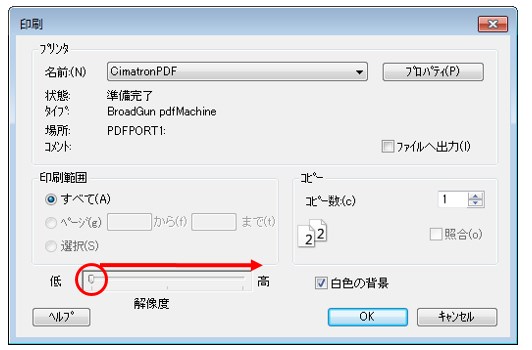 印刷
プリンタ
名前:(N) CimatronPDF プロパティ(P)
状態: 準備完了
タイプ: BroadGun pdfMachine
場所: PDFPORT1:
コメント: ファイルへ出力(I)
印刷範囲
すべて(A)
ページ(g) から(f) まで(t)
選択(S)
コピー
コピー数:(c) 1
2 2 照合(o)
低 高 白色の背景
解像度
ヘルプ OK キャンセル